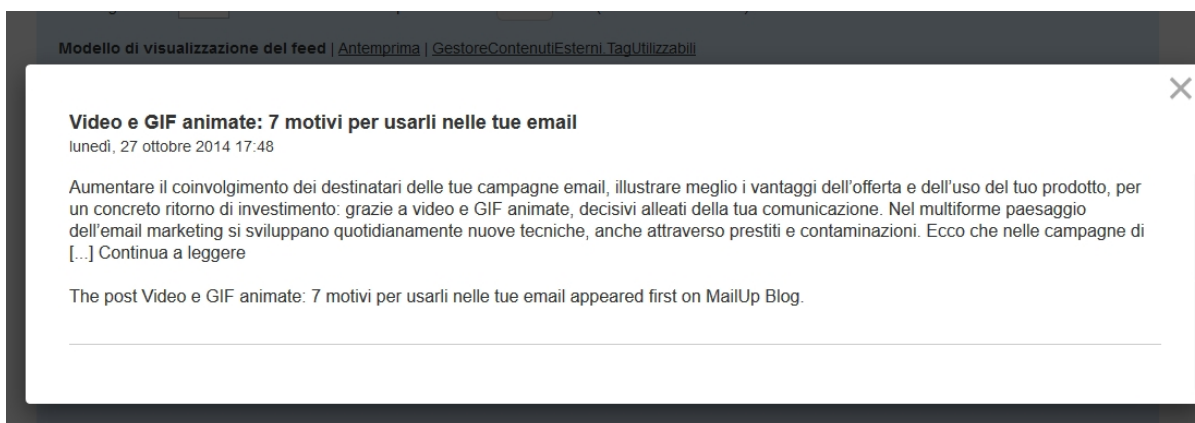 Modello di visualizzazione del feed | Antemprima | GestoreContenutiEsterni.TagUtilizzabili
Video e GIF animate: 7 motivi per usarli nelle tue email
lunedì, 27 ottobre 2014 17:48
Aumentare il coinvolgimento dei destinatari delle tue campagne email, illustrare meglio i vantaggi dell'offerta e dell'uso del tuo prodotto, per
un concreto ritorno di investimento: grazie a video e GIF animate, decisivi alleati della tua comunicazione. Nel multiforme paesaggio
dell'email marketing si sviluppano quotidianamente nuove tecniche, anche attraverso prestiti e contaminazioni. Ecco che nelle campagne di
[...] Continua a leggere
The post Video e GIF animate: 7 motivi per usarli nelle tue email appeared first on MailUp Blog.